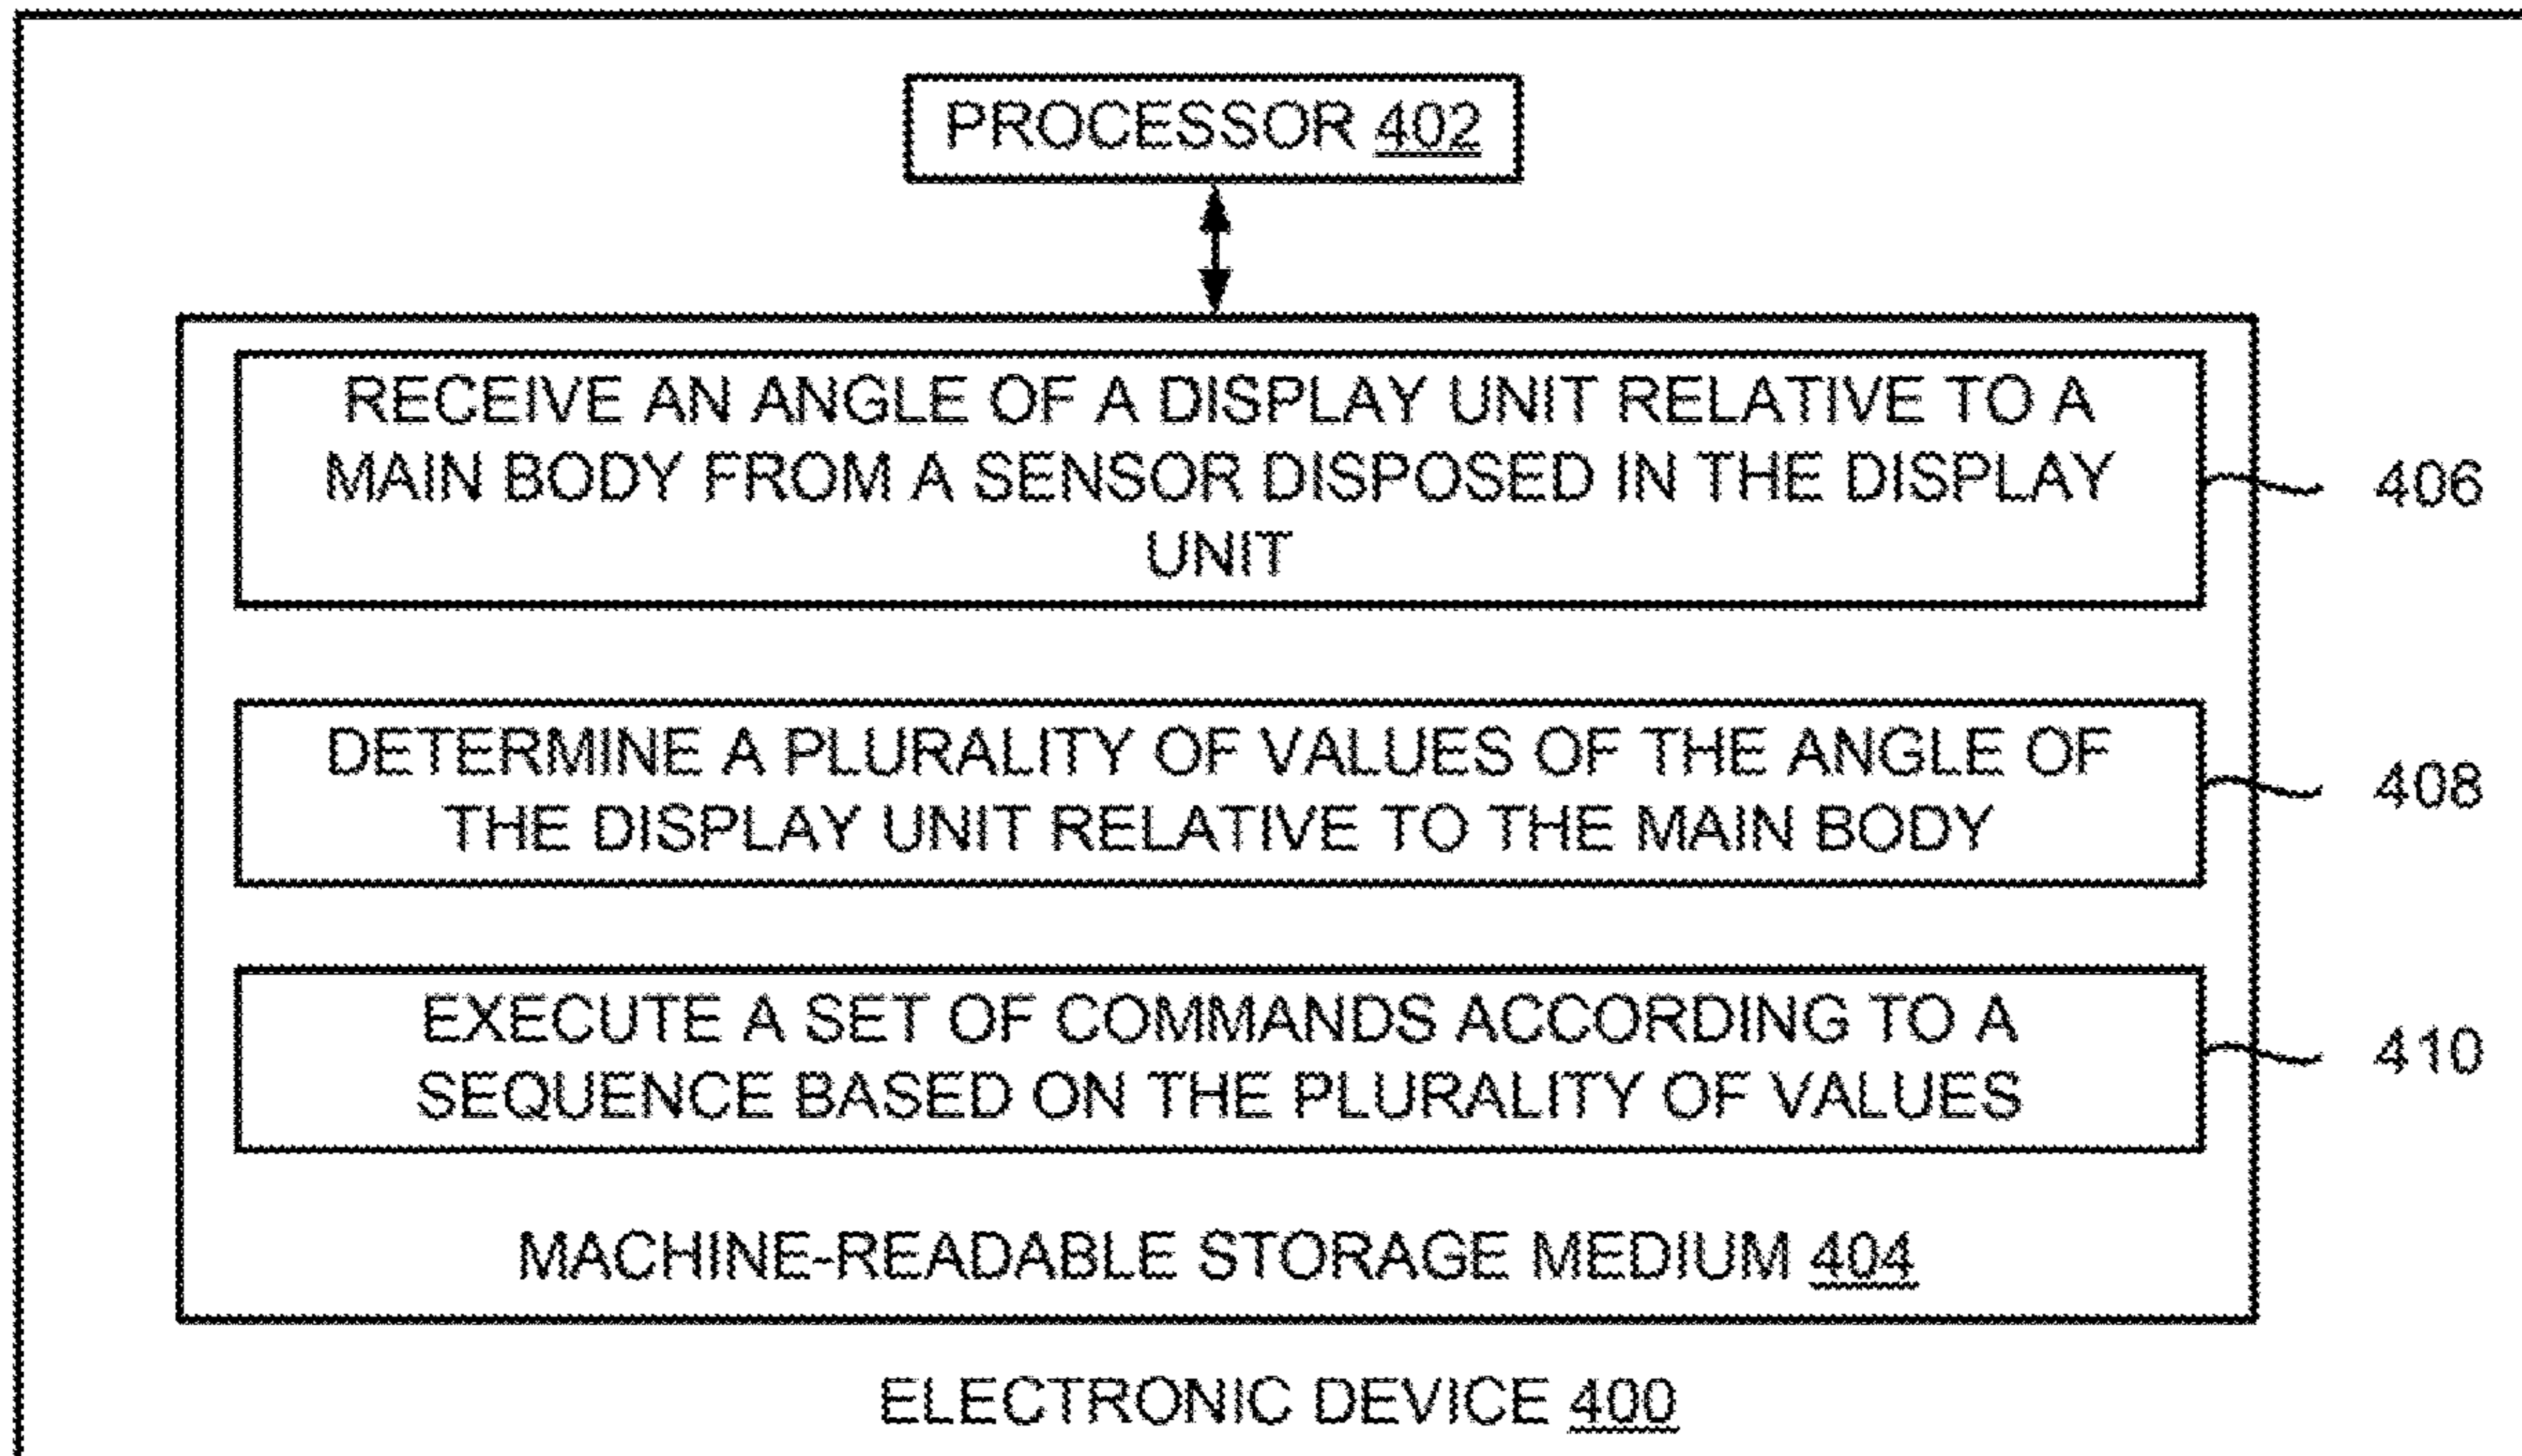 PROCESSOR 402
RECEIVE AN ANGLE OF A DISPLAY UNIT RELATIVE TO A
MAIN BODY FROM A SENSOR DISPOSED IN THE DISPLAY
UNIT
406
DETERMINE A PLURALITY OF VALUES OF THE ANGLE OF
THE DISPLAY UNIT RELATIVE TO THE MAIN BODY
408
EXECUTE A SET OF COMMANDS ACCORDING TO A
SEQUENCE BASED ON THE PLURALITY OF VALUES
410
MACHINE-READABLE STORAGE MEDIUM 404
ELECTRONIC DEVICE 400